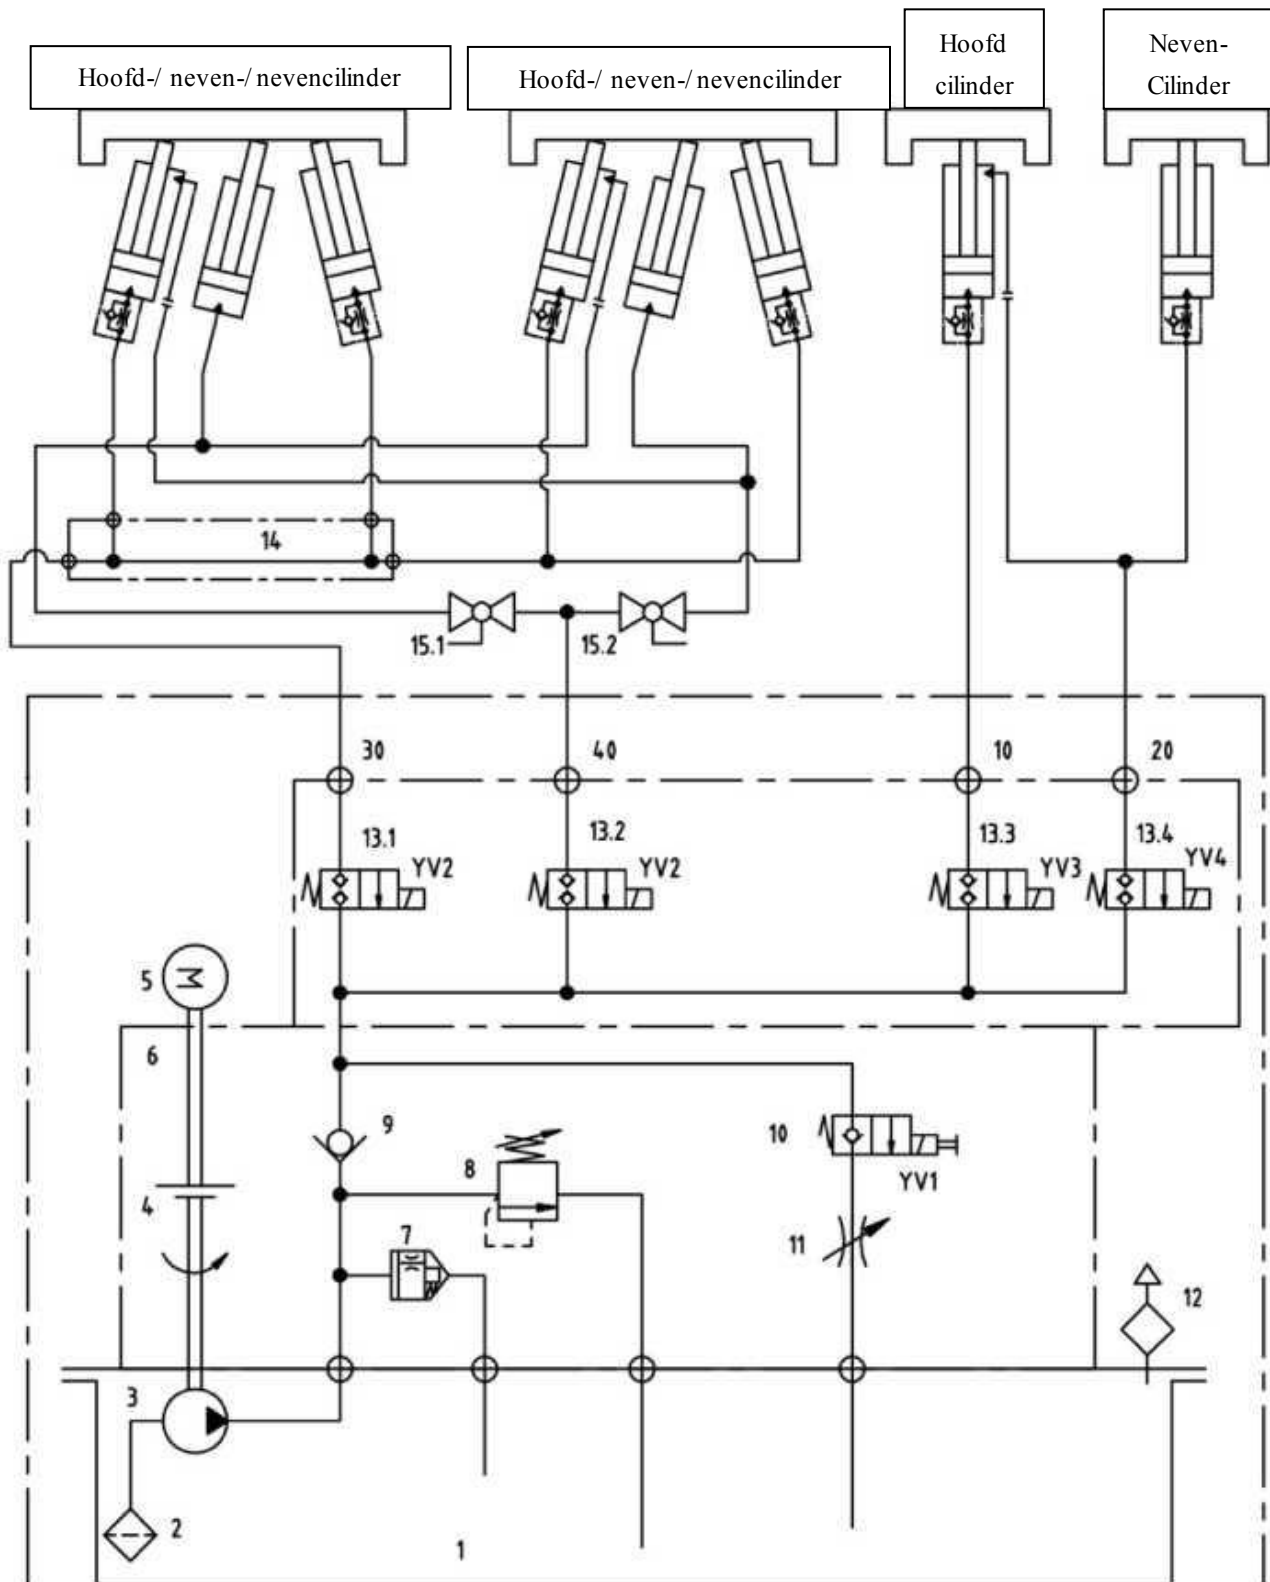 Hoofd-/ neven-/ nevencilinder
Hoofd-/ neven-/ nevencilinder
Hoofd
cilinder
Neven-
Cilinder
14
15.1
15.2
30
40
10
20
13.1
YV2
13.2
YV2
13.3
YV3
13.4
YV4
5
M
6
9
8
10
YV1
4
7
11
12
3
2
1